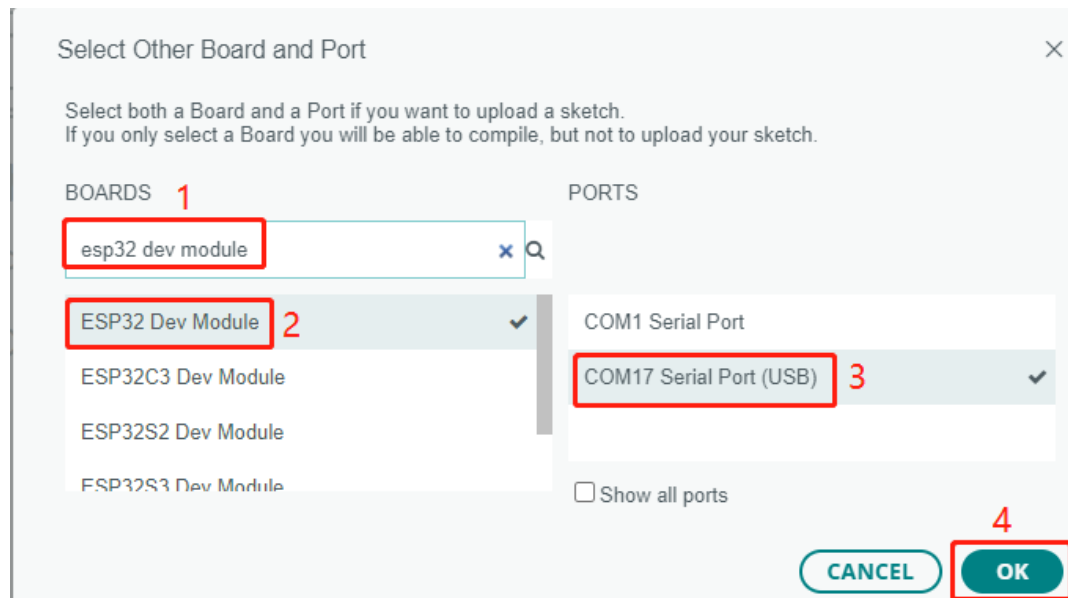 Select Other Board and Port
Select both a Board and a Port if you want to upload a sketch.
If you only select a Board you will be able to compile, but not to upload your sketch.
BOARDS 1
PORTS
esp32 dev module
ESP32 Dev Module 2
ESP32C3 Dev Module
ESP32S2 Dev Module
ESP32S3 Dev Module
COM1 Serial Port
COM17 Serial Port (USB) 3
Show all ports
4
CANCEL
OK